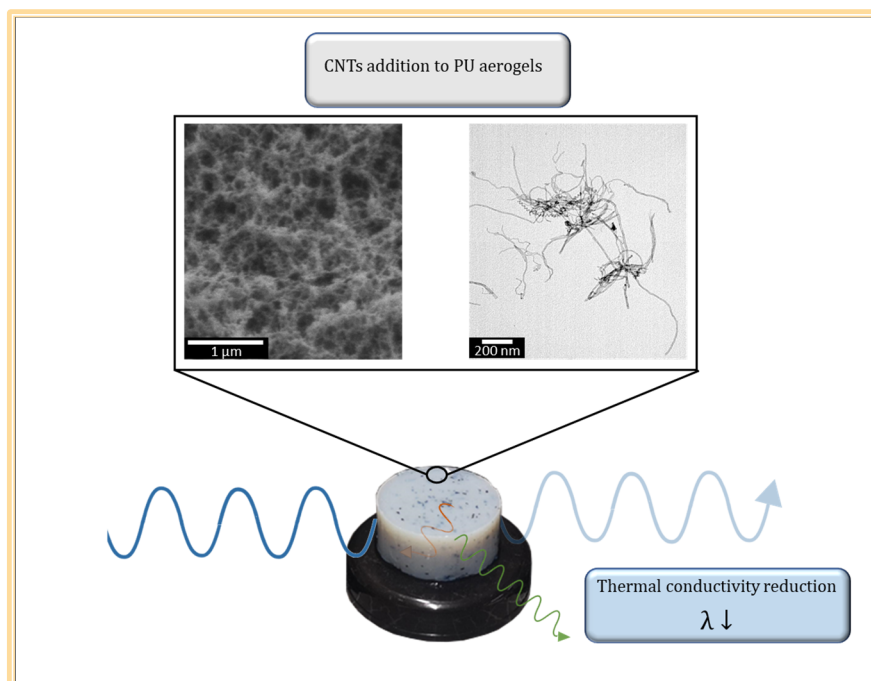 CNTs addition to PU aerogels
1 µm
200 nm
Thermal conductivity reduction
λ ↓